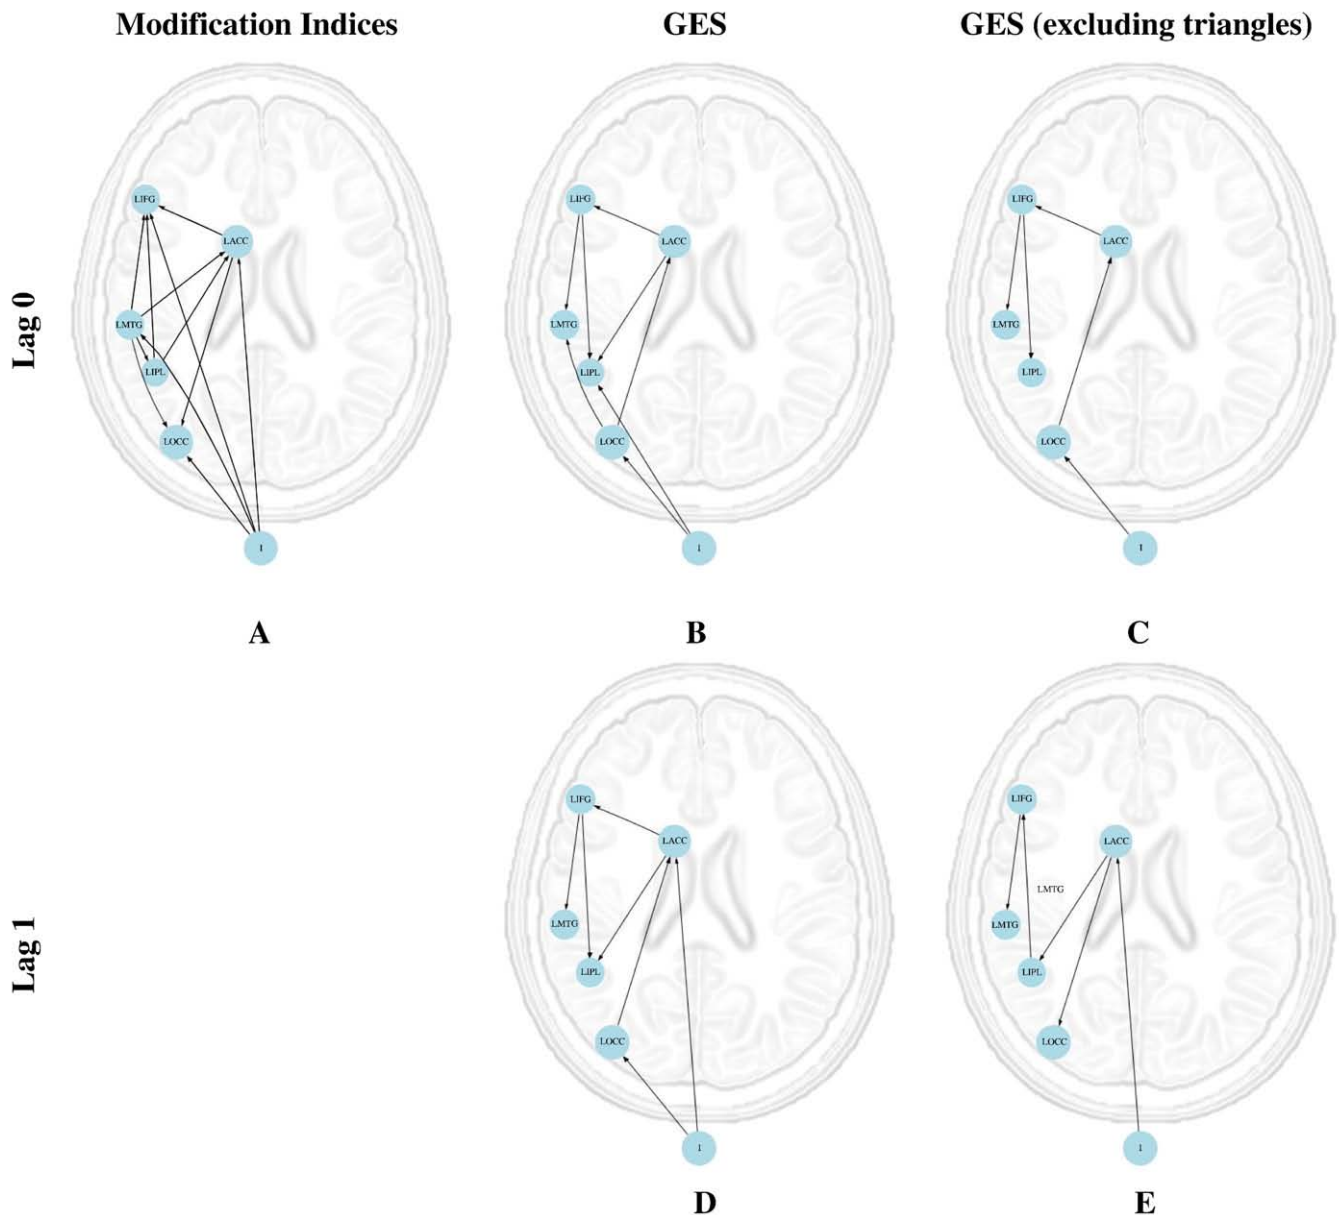 Modification Indices
GES
GES (excluding triangles)
Lag 0
LIFG
LACC
LMTG
LIPL
LOCC
I
LIFG
LACC
LMTG
LIPL
LOCC
I
LIFG
LACC
LMTG
LIPL
LOCC
I
A
B
C
Lag 1
LIFG
LACC
LMTG
LIPL
LOCC
I
LIFG
LACC
LMTG
LMTG
LIPL
LOCC
I
D
E